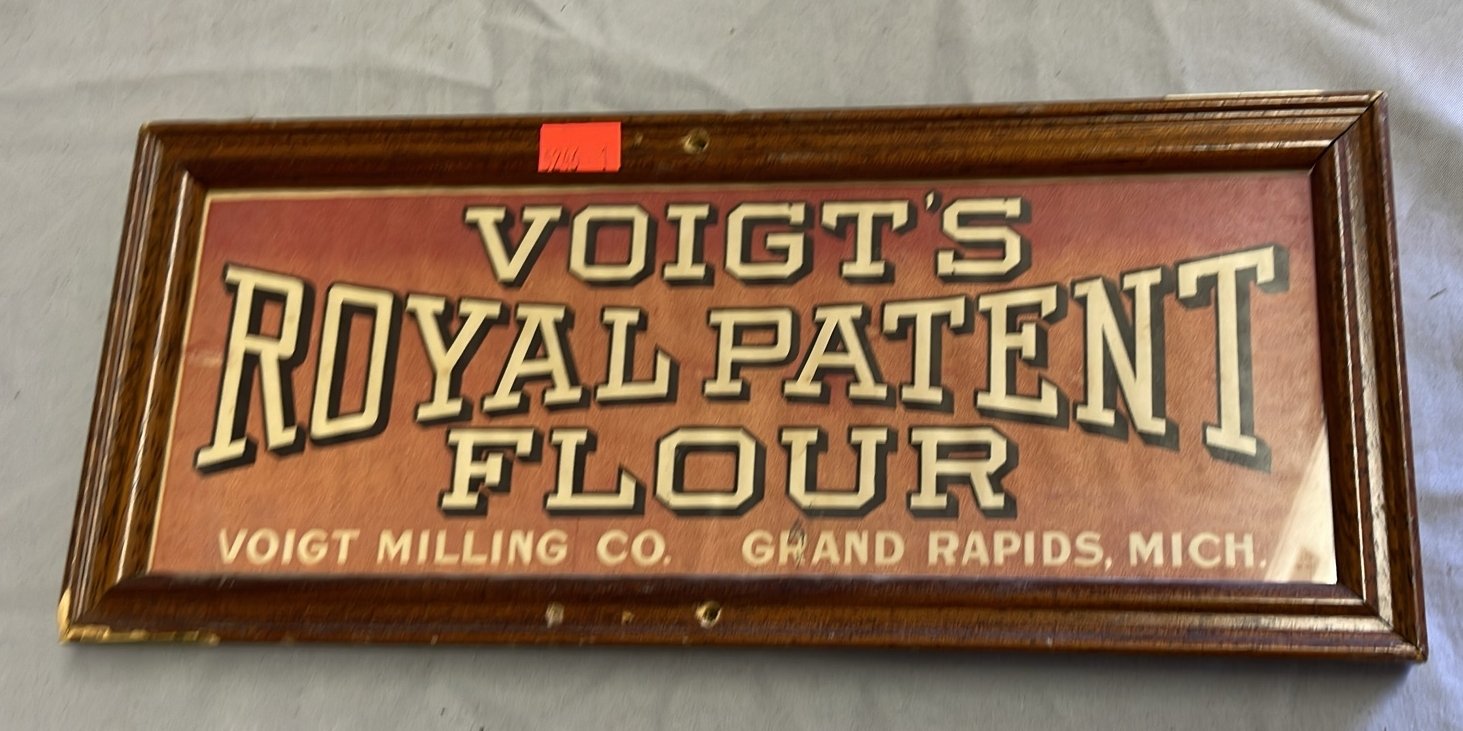 VOIGT'S
ROYAL PATENT
FLOUR
VOIGT MILLING CO. GRAND RAPIDS, MICH.